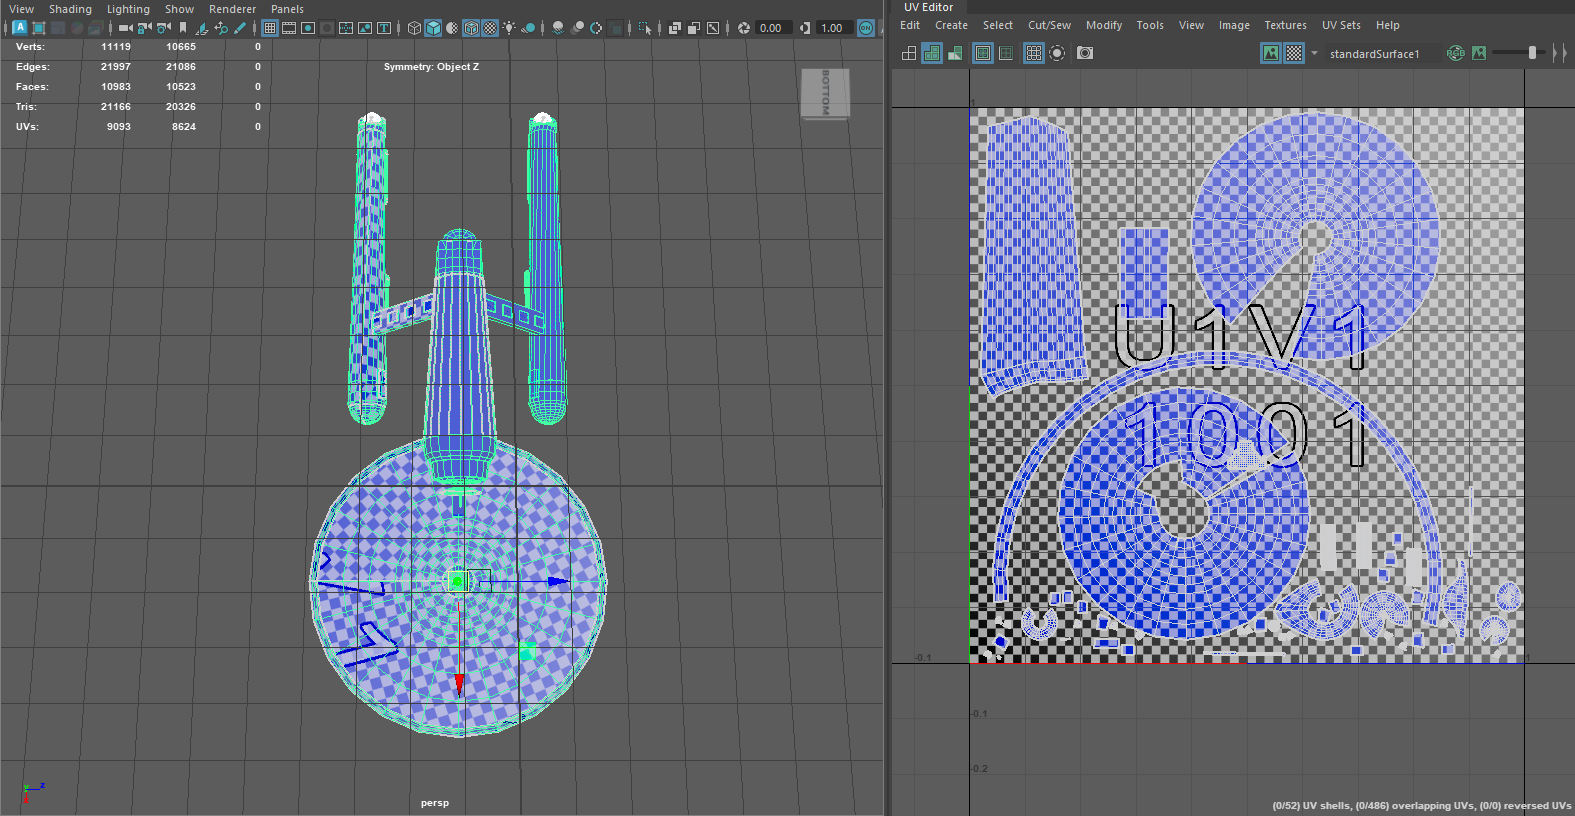 View Shading Lighting Show Renderer Panels
0.00 1.00 ON
Verts: 11119 10665 0
Edges: 21997 21086 0
Faces: 10983 10523 0
Tris: 21166 20326 0
UVs: 9093 8624 0
Symmetry: Object Z
BOTTOM
persp
z
UV Editor
Edit Create Select Cut/Sew Modify Tools View Image Textures UV Sets Help
standardSurface1
RGB
1
U1V1
1001
-0.1 1
-0.1
-0.2
(0/52) UV shells, (0/486) overlapping UVs, (0/0) reversed UVs